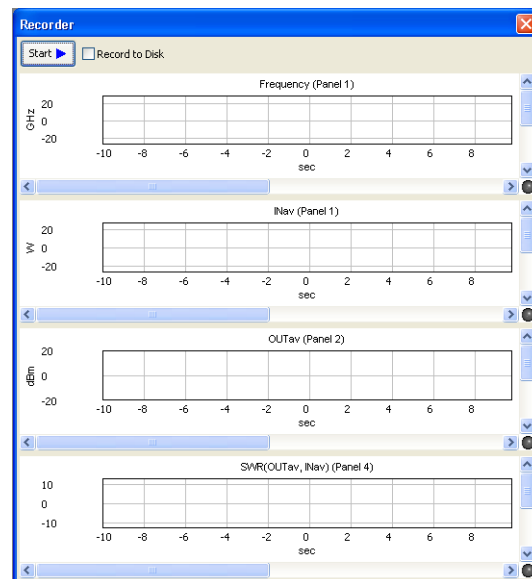 Recorder
Start Record to Disk
Frequency (Panel 1)
GHz
20
0
-20
-10 -8 -6 -4 -2 0 2 4 6 8
sec
INav (Panel 1)
W
20
0
-20
-10 -8 -6 -4 -2 0 2 4 6 8
sec
OUTav (Panel 2)
dBm
20
0
-20
-10 -8 -6 -4 -2 0 2 4 6 8
sec
SWR(OUTav, INav) (Panel 4)
10
0
-10
-10 -8 -6 -4 -2 0 2 4 6 8
sec